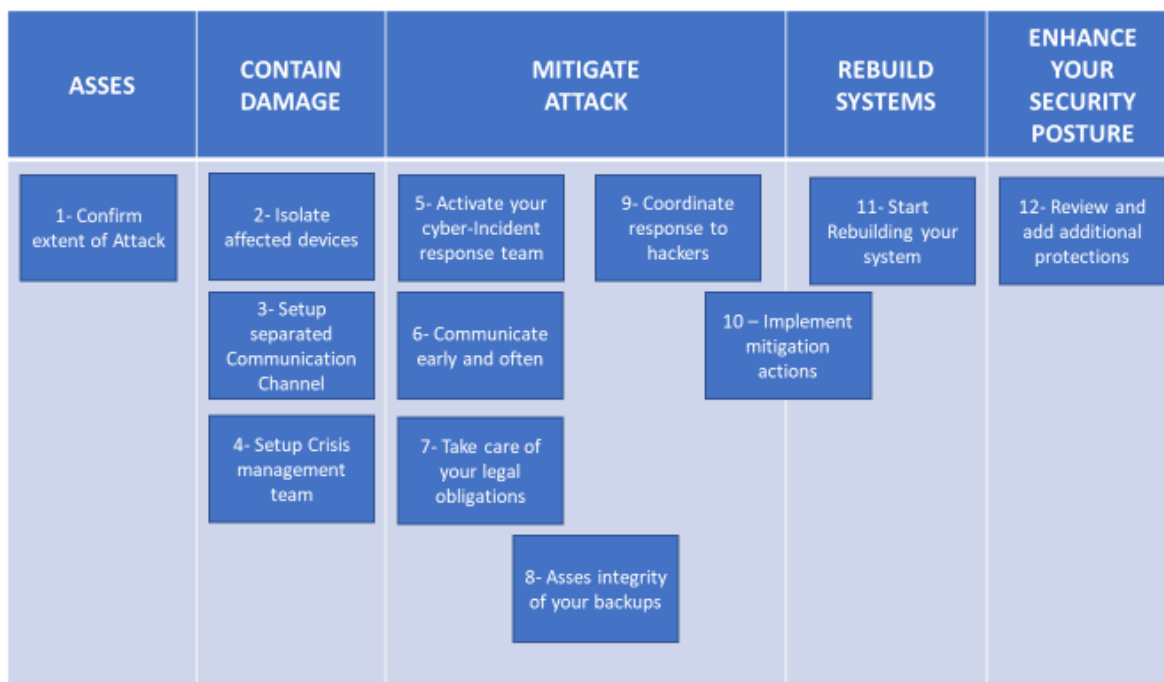 ASSES
CONTAIN
DAMAGE
MITIGATE
ATTACK
REBUILD
SYSTEMS
ENHANCE
YOUR
SECURITY
POSTURE
1- Confirm
extent of Attack
2- Isolate
affected devices
3- Setup
separated
Communication
Channel
4- Setup Crisis
management
team
5- Activate your
cyber-Incident
response team
6- Communicate
early and often
7- Take care of
your legal
obligations
8- Asses integrity
of your backups
9- Coordinate
response to
hackers
10 – Implement
mitigation
actions
11- Start
Rebuilding your
system
12- Review and
add additional
protections